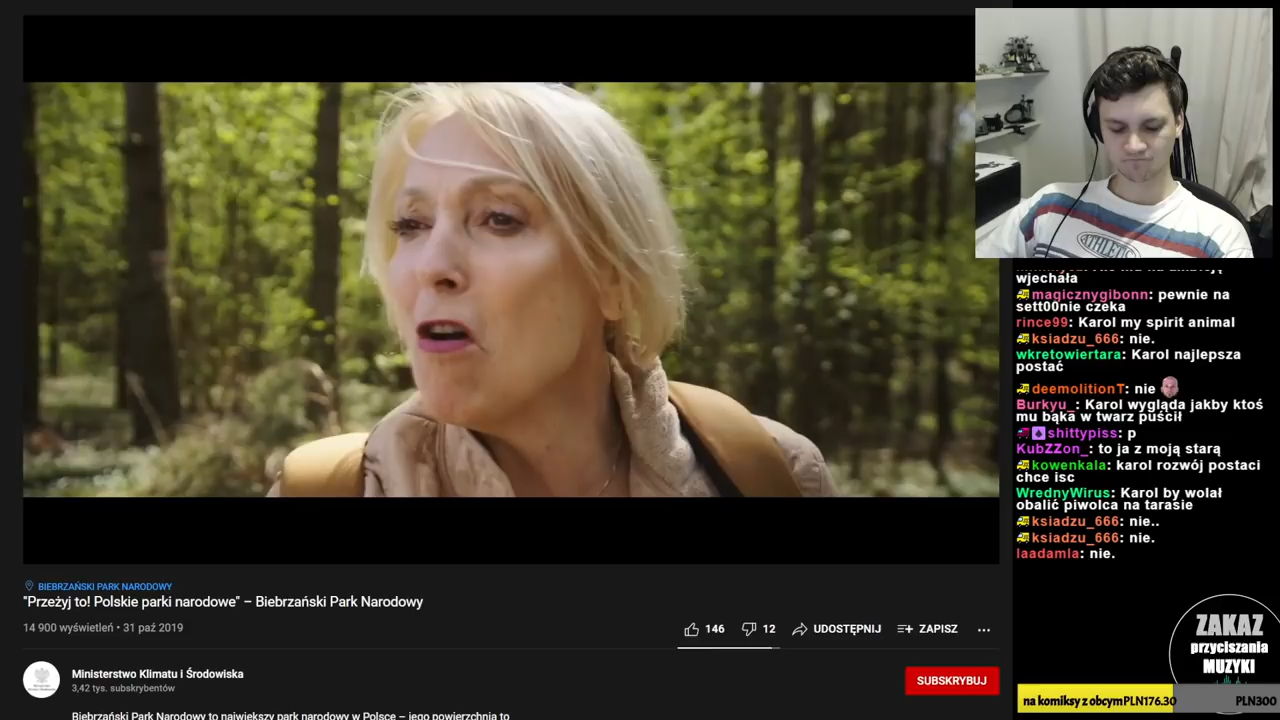 wjechała
magicznygibonn: pewnie na
sett00nie czeka
rince99: Karol my spirit animal
ksiadzu_666: nie.
wkretowiertara: Karol najlepsza
postać
deemolitionT: nie
Burkyu_: Karol wygląda jakby ktoś
mu bąka w twarz puścił
shittypiss: p
KubZZon_: to ja z moją starą
kowenkala: karol rozwój postaci
chce isc
WrednyWirus: Karol by wolał
obalić piwolca na tarasie
ksiadzu_666: nie..
ksiadzu_666: nie.
laadamla: nie.
ATHLETIC
BIEBRZAŃSKI PARK NARODOWY
"Przeżyj to! Polskie parki narodowe" – Biebrzański Park Narodowy
14 900 wyświetleń • 31 paź 2019
146
12
UDOSTĘPNIJ
ZAPISZ
Ministerstwo Klimatu i Środowiska
3,42 tys. subskrybentów
SUBSKRYBUJ
Biebrzański Park Narodowy to największy park narodowy w Polsce – jego powierzchnia to
ZAKAZ
przyciszania
MUZYKI
na komiksy z obcym PLN176.30
PLN300